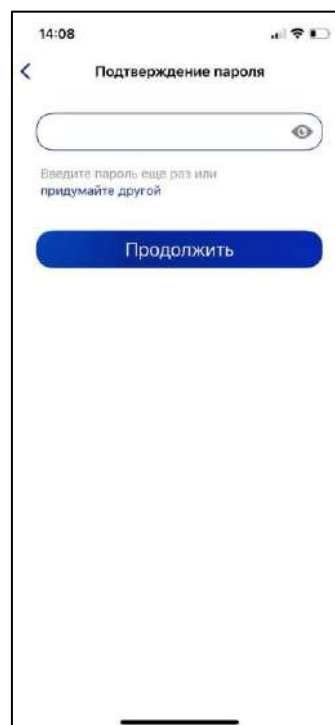 14:08
Подтверждение пароля
Введите пароль еще раз или
придумайте другой
Продолжить